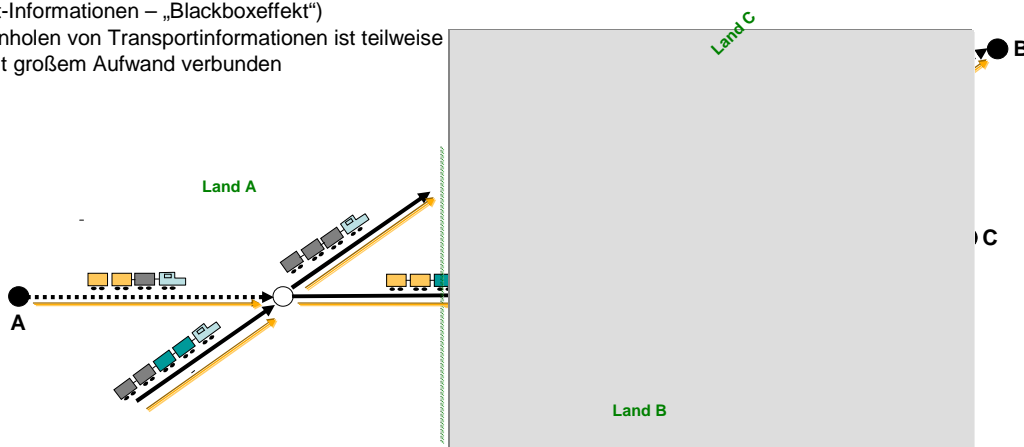 t-Informationen – „Blackboxeffekt“)
nholen von Transportinformationen ist teilweise
t großem Aufwand verbunden
Land C
B
Land A
C
A
Land B